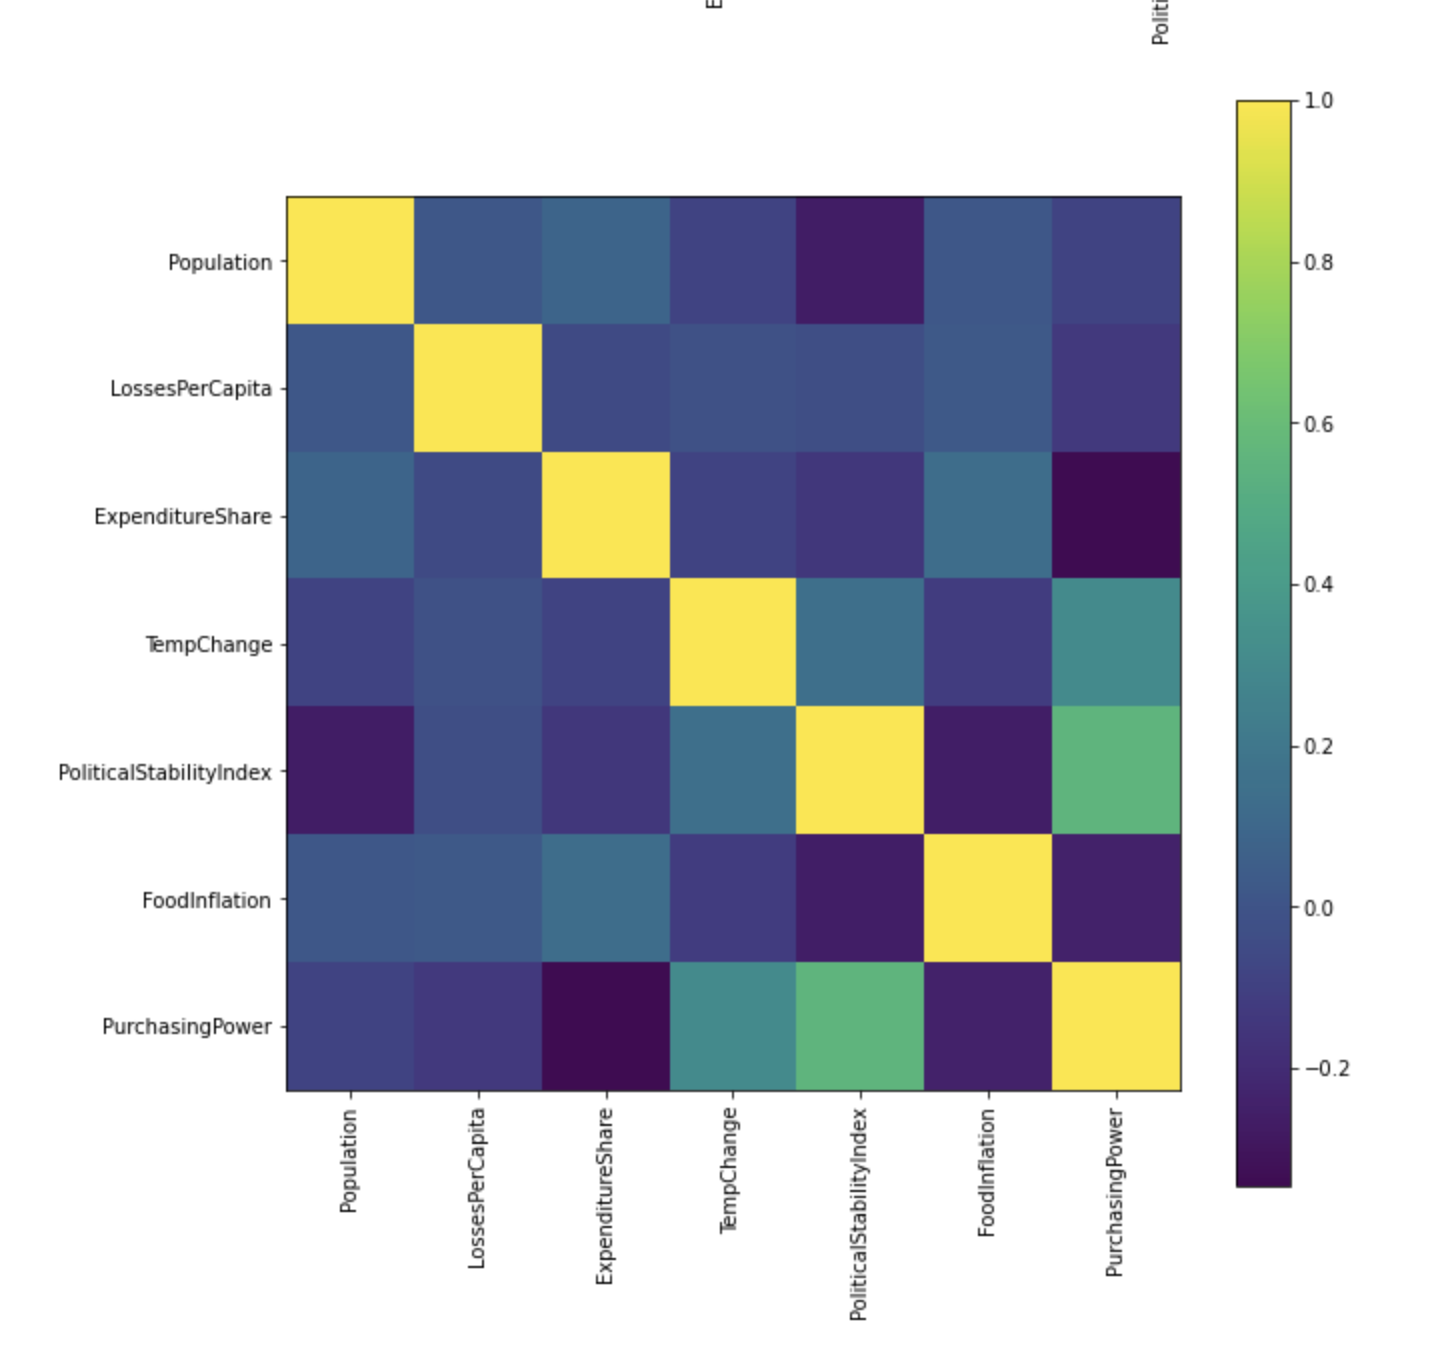 E
Politi
1.0
0.8
0.6
0.4
0.2
0.0
−0.2
Population
LossesPerCapita
ExpenditureShare
TempChange
PoliticalStabilityIndex
FoodInflation
PurchasingPower
Population
LossesPerCapita
ExpenditureShare
TempChange
PoliticalStabilityIndex
FoodInflation
PurchasingPower